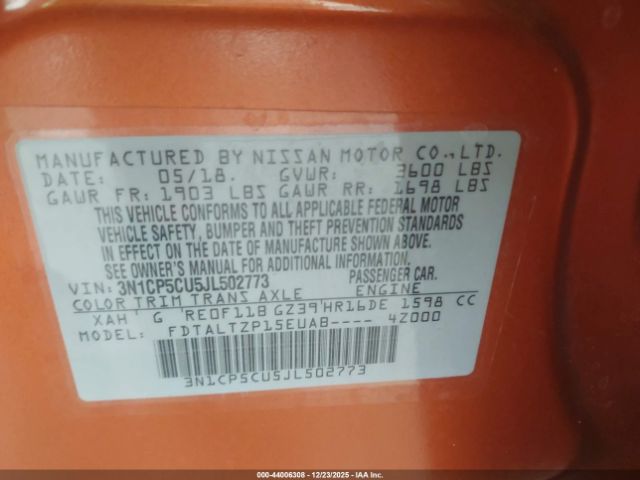 MANUFACTURED BY NISSAN MOTOR CO.,LTD.
DATE: 05/18. GVWR: 3600 LBS
GAWR FR: 1903 LBS GAWR RR: 1698 LBS
THIS VEHICLE CONFORMS TO ALL APPLICABLE FEDERAL MOTOR
VEHICLE SAFETY, BUMPER AND THEFT PREVENTION STANDARDS
IN EFFECT ON THE DATE OF MANUFACTURE SHOWN ABOVE.
SEE OWNER'S MANUAL FOR ADDITIONAL INFORMATION.
VIN: 3N1CP5CU5JL502773 PASSENGER CAR.
COLOR TRIM TRANS AXLE ENGINE
XAH' G 'RE0F11B GZ39'HR16DE 1598 CC
MODEL: FDTALTZP15EUAB---- 4Z000
3N1CP5CU5JL502773
000-44006308 - 12/23/2025 - IAA Inc.